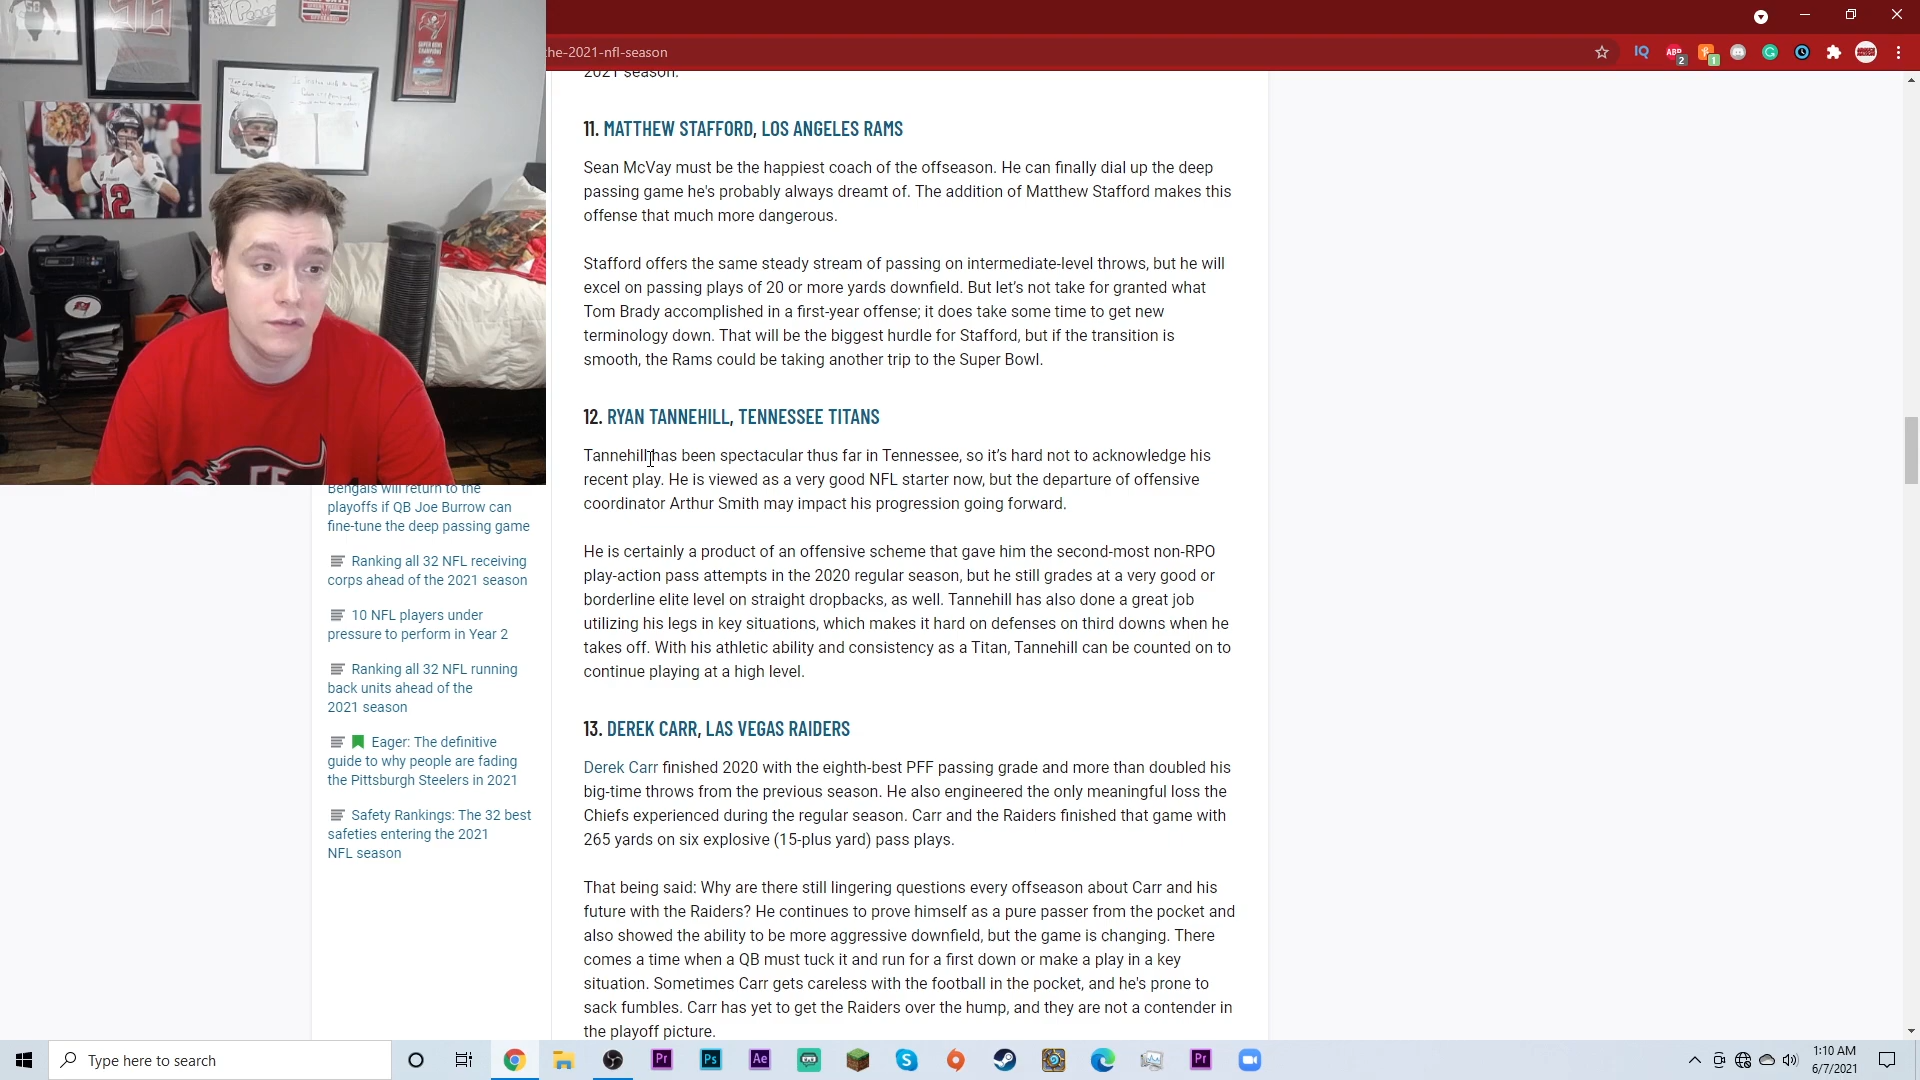 he-2021-nfl-season
2021 season.
11. MATTHEW STAFFORD, LOS ANGELES RAMS
Sean McVay must be the happiest coach of the offseason. He can finally dial up the deep
passing game he's probably always dreamt of. The addition of Matthew Stafford makes this
offense that much more dangerous.
Stafford offers the same steady stream of passing on intermediate-level throws, but he will
excel on passing plays of 20 or more yards downfield. But let’s not take for granted what
Tom Brady accomplished in a first-year offense; it does take some time to get new
terminology down. That will be the biggest hurdle for Stafford, but if the transition is
smooth, the Rams could be taking another trip to the Super Bowl.
12. RYAN TANNEHILL, TENNESSEE TITANS
Tannehill has been spectacular thus far in Tennessee, so it’s hard not to acknowledge his
recent play. He is viewed as a very good NFL starter now, but the departure of offensive
coordinator Arthur Smith may impact his progression going forward.
He is certainly a product of an offensive scheme that gave him the second-most non-RPO
play-action pass attempts in the 2020 regular season, but he still grades at a very good or
borderline elite level on straight dropbacks, as well. Tannehill has also done a great job
utilizing his legs in key situations, which makes it hard on defenses on third downs when he
takes off. With his athletic ability and consistency as a Titan, Tannehill can be counted on to
continue playing at a high level.
13. DEREK CARR, LAS VEGAS RAIDERS
Derek Carr finished 2020 with the eighth-best PFF passing grade and more than doubled his
big-time throws from the previous season. He also engineered the only meaningful loss the
Chiefs experienced during the regular season. Carr and the Raiders finished that game with
265 yards on six explosive (15-plus yard) pass plays.
That being said: Why are there still lingering questions every offseason about Carr and his
future with the Raiders? He continues to prove himself as a pure passer from the pocket and
also showed the ability to be more aggressive downfield, but the game is changing. There
comes a time when a QB must tuck it and run for a first down or make a play in a key
situation. Sometimes Carr gets careless with the football in the pocket, and he's prone to
sack fumbles. Carr has yet to get the Raiders over the hump, and they are not a contender in
the playoff picture.
Bengals will return to the
playoffs if QB Joe Burrow can
fine-tune the deep passing game
Ranking all 32 NFL receiving
corps ahead of the 2021 season
10 NFL players under
pressure to perform in Year 2
Ranking all 32 NFL running
back units ahead of the
2021 season
Eager: The definitive
guide to why people are fading
the Pittsburgh Steelers in 2021
Safety Rankings: The 32 best
safeties entering the 2021
NFL season
12
IQ
ABP
2
1
Type here to search
Pr
Ps
Ae
Pr
1:10 AM
6/7/2021